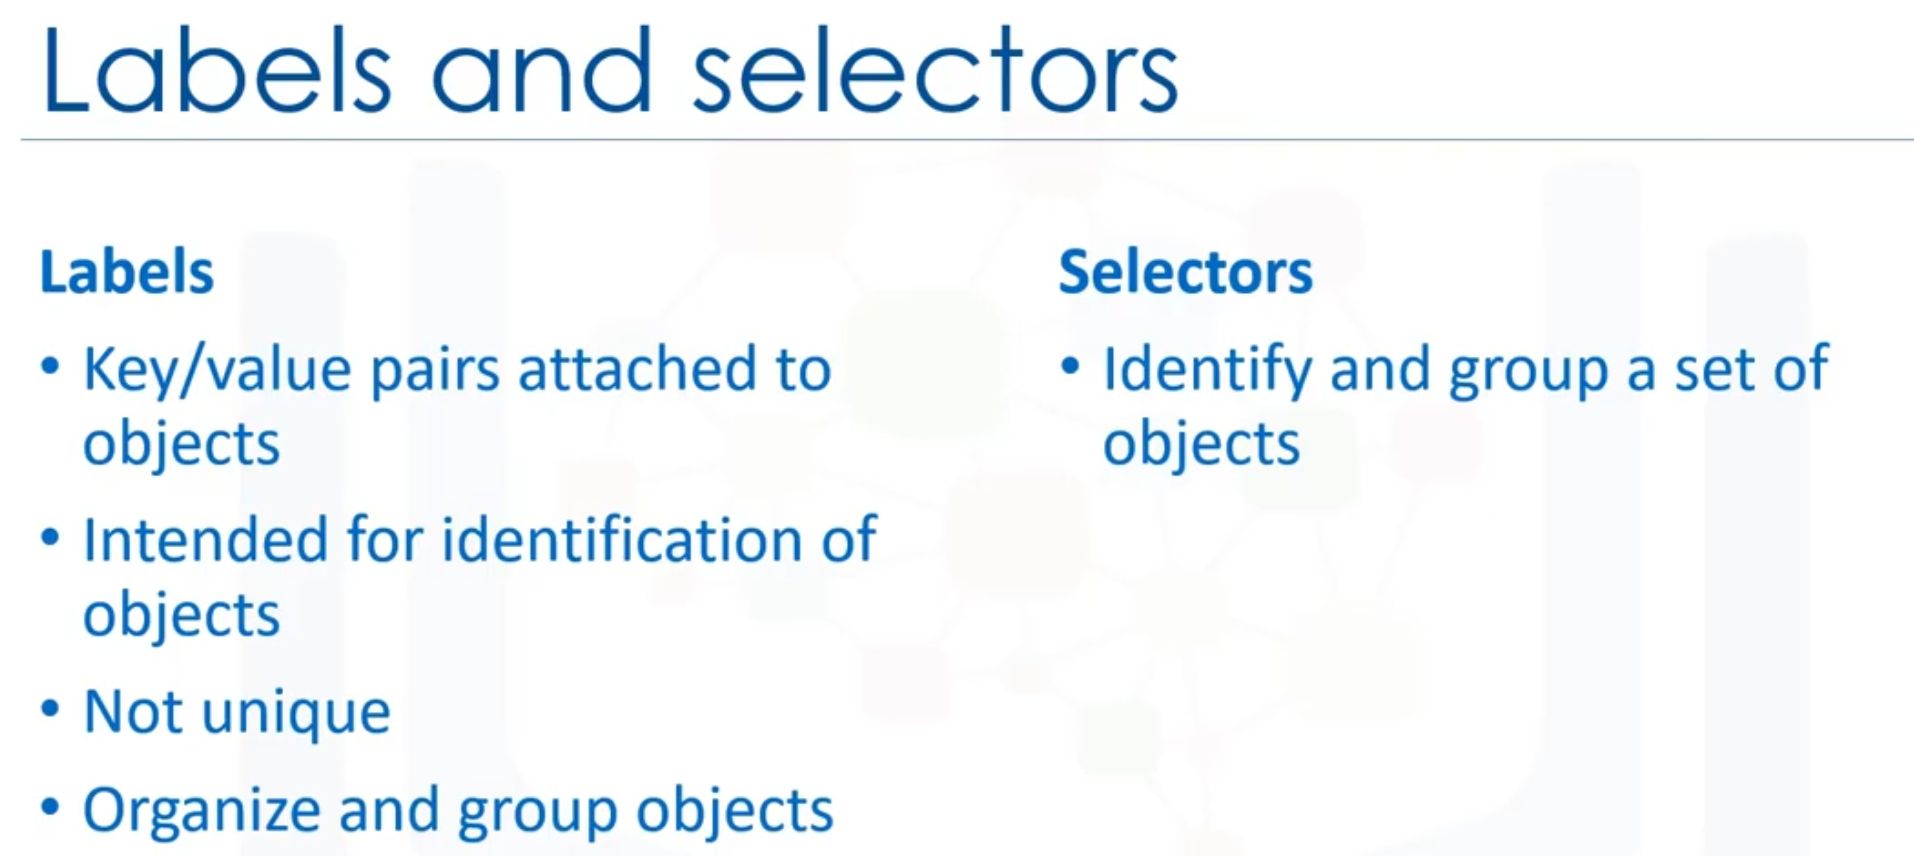 Labels and selectors
Labels
• Key/value pairs attached to
objects
• Intended for identification of
objects
• Not unique
• Organize and group objects
Selectors
• Identify and group a set of
objects